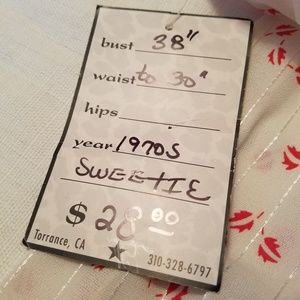 bust 38"
waist to 30"
hips
year 1970s
SWEETIE
$ 28.00
Torrance, CA 310-328-6797